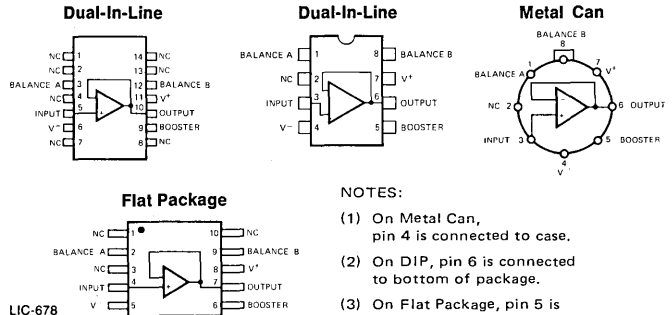 Dual-In-Line
NC 1 14 NC
NC 2 13 NC
BALANCE A 3 12 BALANCE B
NC 4 11 V+
INPUT 5 10 OUTPUT
V− 6 9 BOOSTER
NC 7 8 NC
Dual-In-Line
BALANCE A 1 8 BALANCE B
NC 2 7 V+
INPUT 3 6 OUTPUT
V− 4 5 BOOSTER
Metal Can
BALANCE B
8
BALANCE A 1 7 V+
NC 2 6 OUTPUT
INPUT 3 5 BOOSTER
4
V
Flat Package
NC 1 10 NC
BALANCE A 2 9 BALANCE B
NC 3 8 V+
INPUT 4 7 OUTPUT
V 5 6 BOOSTER
LIC-678
NOTES:
(1) On Metal Can,
pin 4 is connected to case.
(2) On DIP, pin 6 is connected
to bottom of package.
(3) On Flat Package, pin 5 is